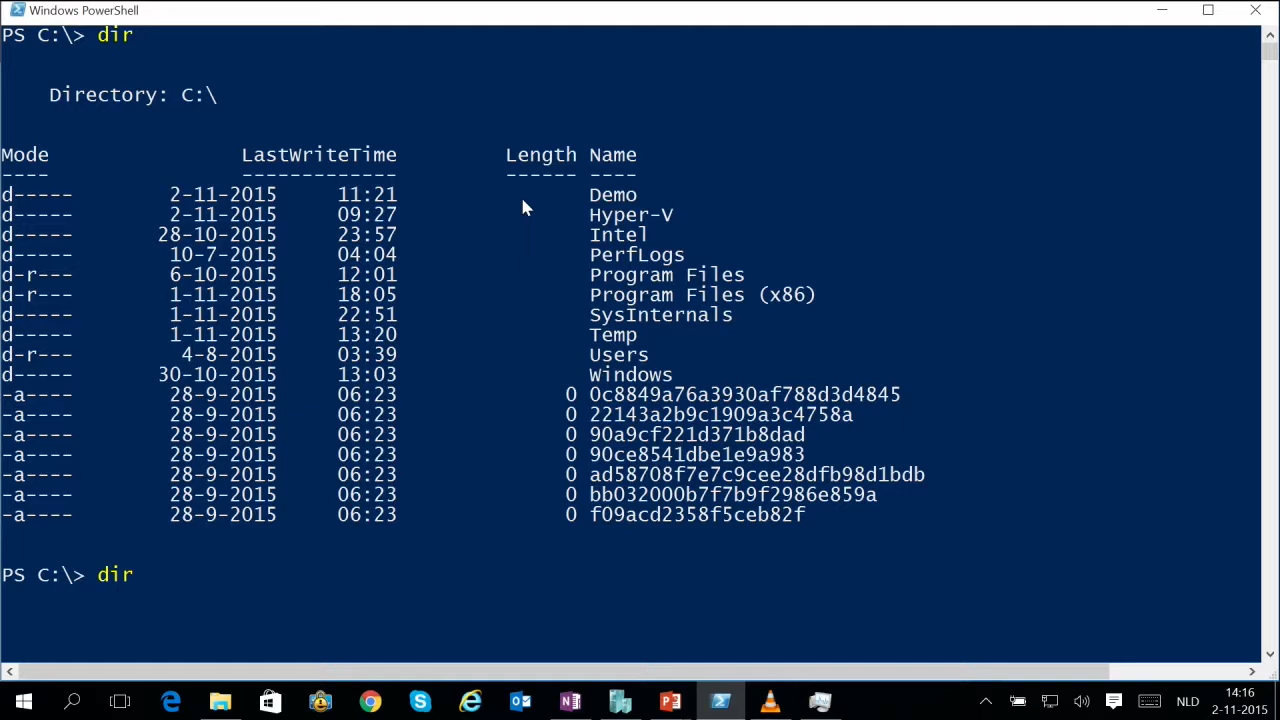 Windows PowerShell
PS C:\> dir
Directory: C:\
Mode LastWriteTime Length Name
---- ------------- ------ ----
d----- 2-11-2015 11:21 Demo
d----- 2-11-2015 09:27 Hyper-V
d----- 28-10-2015 23:57 Intel
d----- 10-7-2015 04:04 PerfLogs
d-r--- 6-10-2015 12:01 Program Files
d-r--- 1-11-2015 18:05 Program Files (x86)
d----- 1-11-2015 22:51 SysInternals
d----- 1-11-2015 13:20 Temp
d-r--- 4-8-2015 03:39 Users
d----- 30-10-2015 13:03 Windows
-a---- 28-9-2015 06:23 0 0c8849a76a3930af788d3d4845
-a---- 28-9-2015 06:23 0 22143a2b9c1909a3c4758a
-a---- 28-9-2015 06:23 0 90a9cf221d371b8dad
-a---- 28-9-2015 06:23 0 90ce8541dbe1e9a983
-a---- 28-9-2015 06:23 0 ad58708f7e7c9cee28dfb98d1bdb
-a---- 28-9-2015 06:23 0 bb032000b7f7b9f2986e859a
-a---- 28-9-2015 06:23 0 f09acd2358f5ceb82f
PS C:\> dir
NLD
14:16
2-11-2015